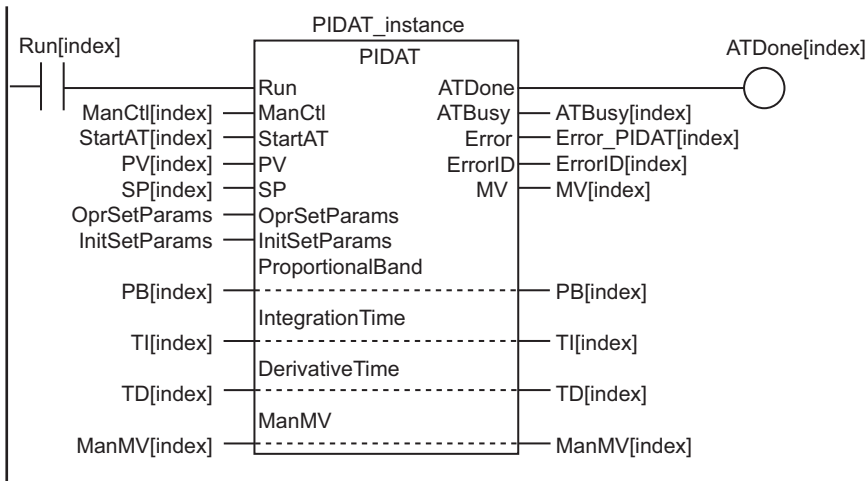 PIDAT_instance
Run[index]
PIDAT
ATDone[index]
Run
ATDone
ManCtl[index]
ManCtl
ATBusy
ATBusy[index]
StartAT[index]
StartAT
Error
Error_PIDAT[index]
PV[index]
PV
ErrorID
ErrorID[index]
SP[index]
SP
MV
MV[index]
OprSetParams
OprSetParams
InitSetParams
InitSetParams
ProportionalBand
PB[index]
PB[index]
IntegrationTime
TI[index]
TI[index]
DerivativeTime
TD[index]
TD[index]
ManMV
ManMV[index]
ManMV[index]